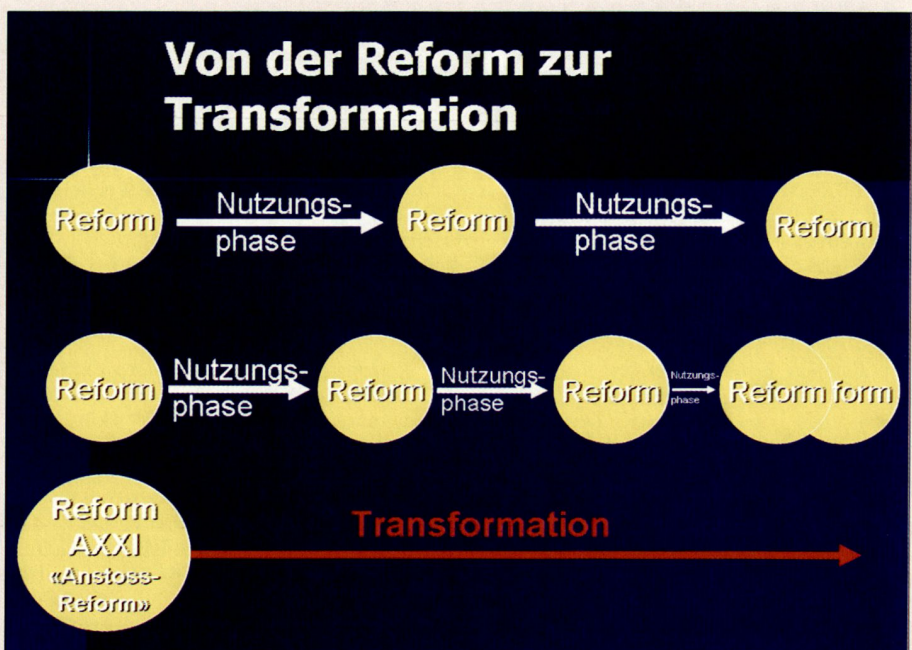 Von der Reform zur
Transformation
Reform
Nutzungs-
phase
Reform
Nutzungs-
phase
Reform
Reform
Nutzungs-
phase
Reform
Nutzungs-
phase
Reform
Nutzungs-
phase
Reform
form
Reform
AXXI
«Anstoss-
Reform»
Transformation